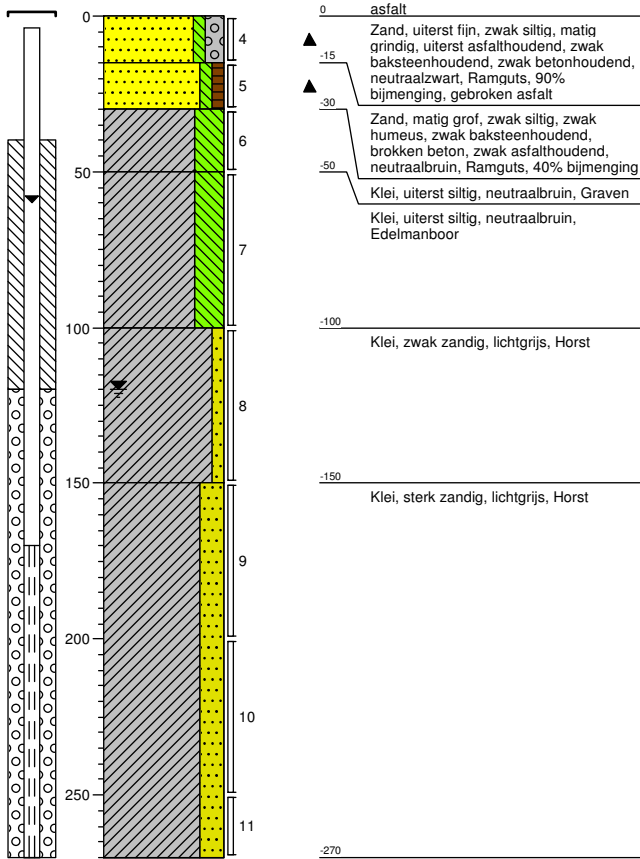 0
50
100
150
200
250
4
5
6
7
8
9
10
11
0
asfalt
Zand, uiterst fijn, zwak siltig, matig
grindig, uiterst asfalthoudend, zwak
baksteenhoudend, zwak betonhoudend,
neutraalzwart, Ramguts, 90%
bijmenging, gebroken asfalt
-15
-30
Zand, matig grof, zwak siltig, zwak
humeus, zwak baksteenhoudend,
brokken beton, zwak asfalthoudend,
neutraalbruin, Ramguts, 40% bijmenging
-50
Klei, uiterst siltig, neutraalbruin, Graven
Klei, uiterst siltig, neutraalbruin,
Edelmanboor
-100
Klei, zwak zandig, lichtgrijs, Horst
-150
Klei, sterk zandig, lichtgrijs, Horst
-270